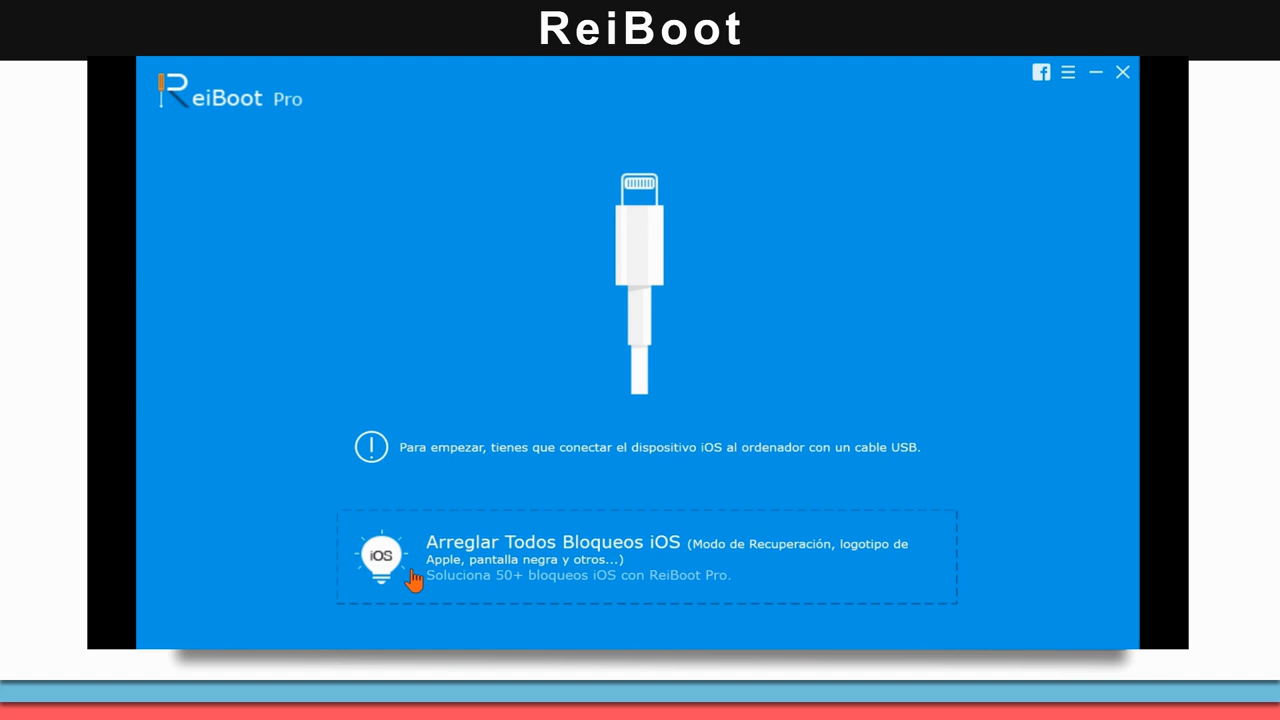 ReiBoot
ReiBoot Pro
Para empezar, tienes que conectar el dispositivo iOS al ordenador con un cable USB.
iOS
Arreglar Todos Bloqueos iOS (Modo de Recuperación, logotipo de
Apple, pantalla negra y otros...)
Soluciona 50+ bloqueos iOS con ReiBoot Pro.